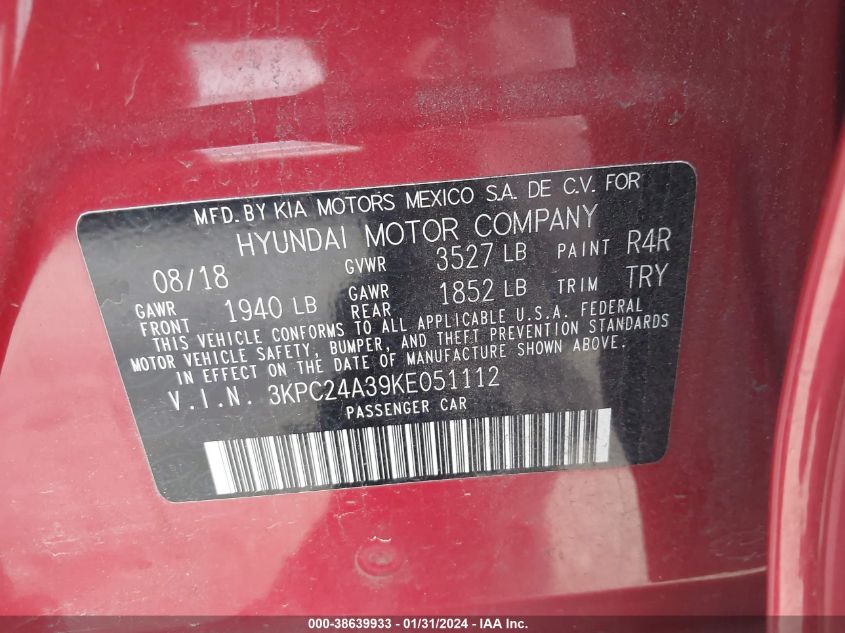 MFD. BY KIA MOTORS MEXICO S.A. DE C.V. FOR
HYUNDAI MOTOR COMPANY
08/18 GVWR 3527 LB PAINT R4R
GAWR FRONT 1940 LB GAWR REAR 1852 LB TRIM TRY
THIS VEHICLE CONFORMS TO ALL APPLICABLE U.S.A. FEDERAL
MOTOR VEHICLE SAFETY, BUMPER, AND THEFT PREVENTION STANDARDS
IN EFFECT ON THE DATE OF MANUFACTURE SHOWN ABOVE.
V.I.N. 3KPC24A39KE051112
PASSENGER CAR
000-38639933 - 01/31/2024 - IAA Inc.